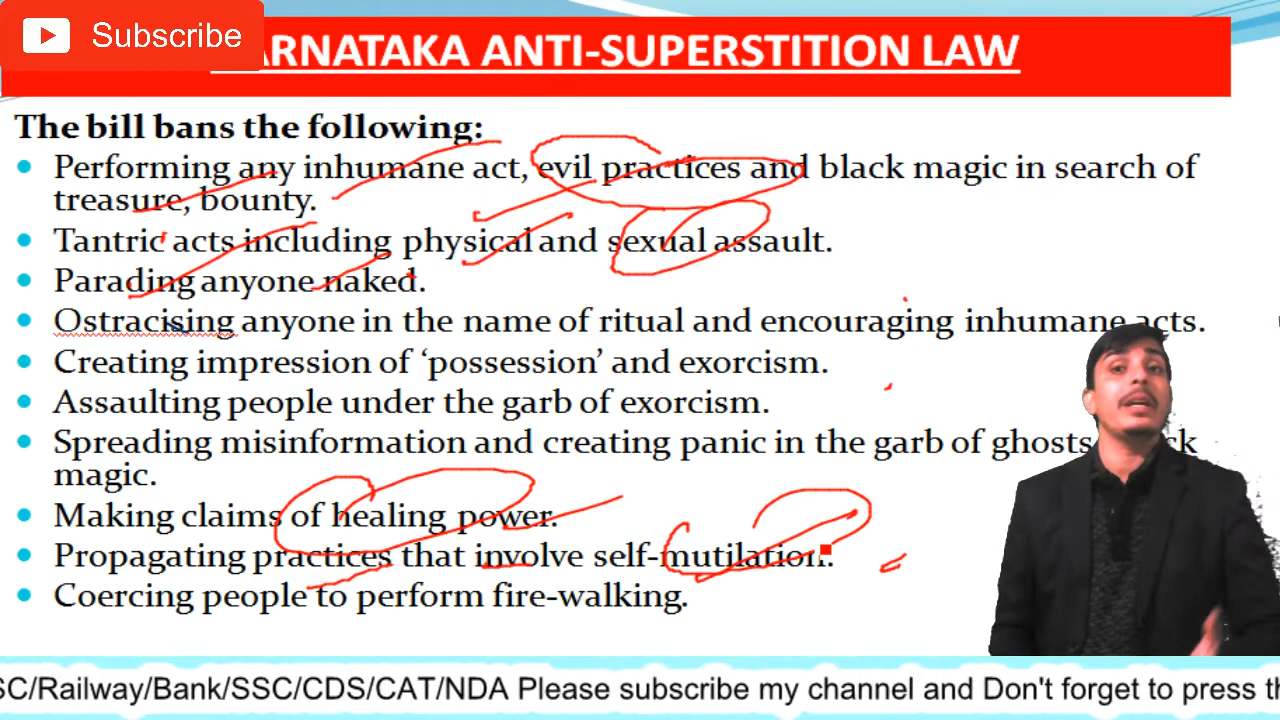 Subscribe
ARNATAKA ANTI-SUPERSTITION LAW
The bill bans the following:
Performing any inhumane act, evil practices and black magic in search of
treasure, bounty.
Tantric acts including physical and sexual assault.
Parading anyone naked.
Ostracising anyone in the name of ritual and encouraging inhumane acts.
Creating impression of ‘possession’ and exorcism.
Assaulting people under the garb of exorcism.
Spreading misinformation and creating panic in the garb of ghosts
magic.
Making claims of healing power.
Propagating practices that involve self-mutilation.
Coercing people to perform fire-walking.
SC/Railway/Bank/SSC/CDS/CAT/NDA Please subscribe my channel and Don't forget to press th